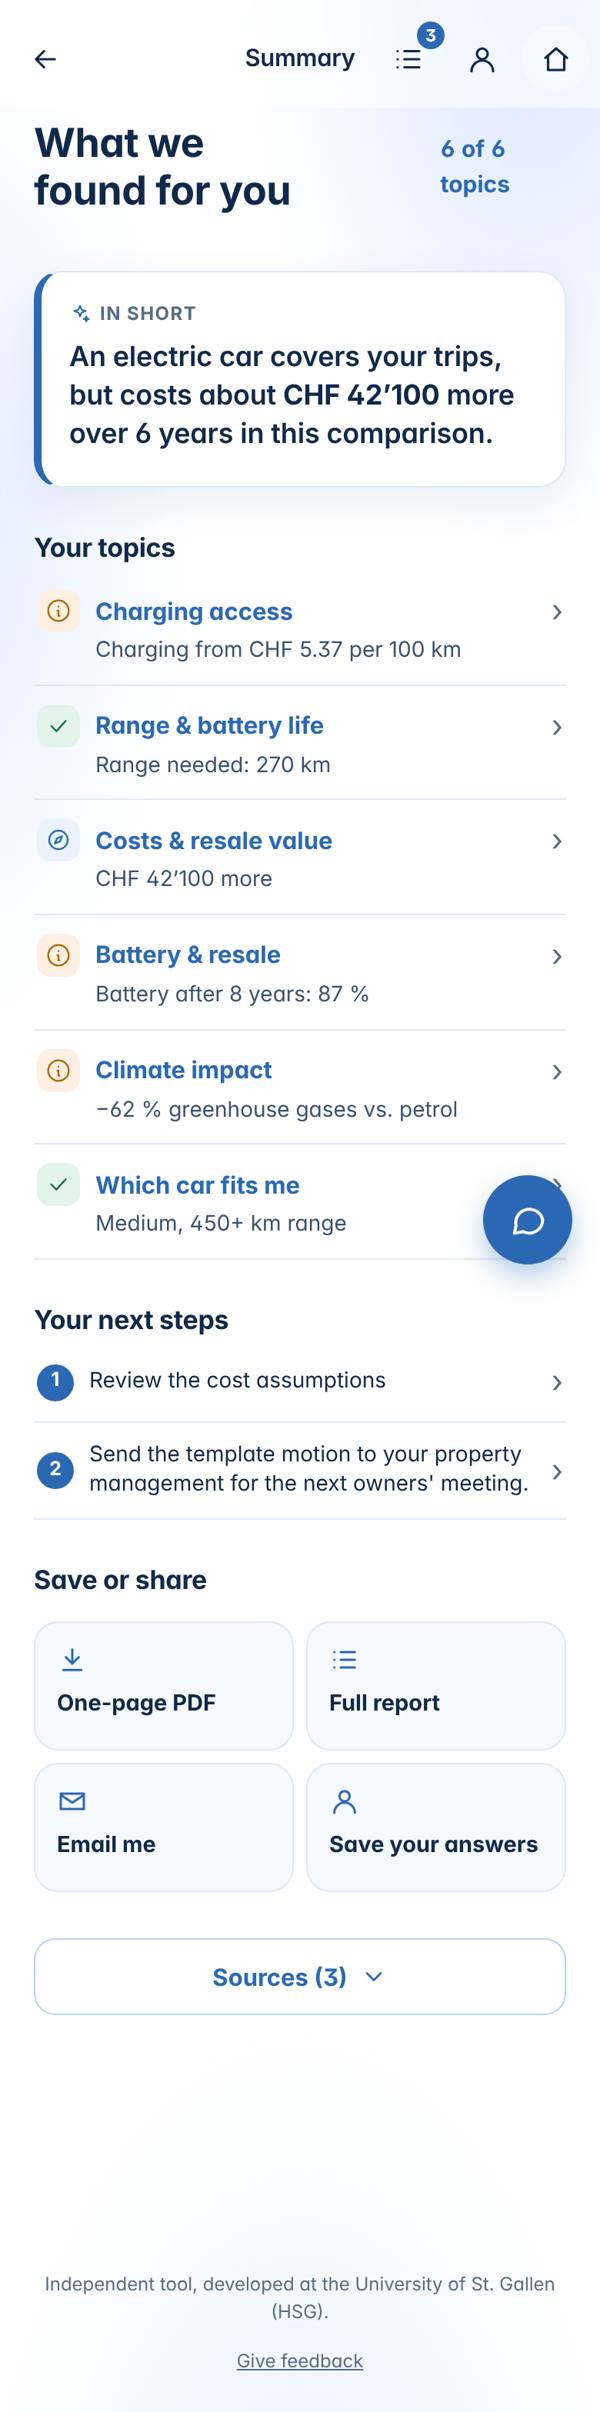 Summary
3
What we
found for you
6 of 6
topics
IN SHORT
An electric car covers your trips,
but costs about CHF 42’100 more
over 6 years in this comparison.
Your topics
Charging access
Charging from CHF 5.37 per 100 km
Range & battery life
Range needed: 270 km
Costs & resale value
CHF 42’100 more
Battery & resale
Battery after 8 years: 87 %
Climate impact
−62 % greenhouse gases vs. petrol
Which car fits me
Medium, 450+ km range
Your next steps
1 Review the cost assumptions
2 Send the template motion to your property
management for the next owners' meeting.
Save or share
One-page PDF
Full report
Email me
Save your answers
Sources (3)
Independent tool, developed at the University of St. Gallen
(HSG).
Give feedback